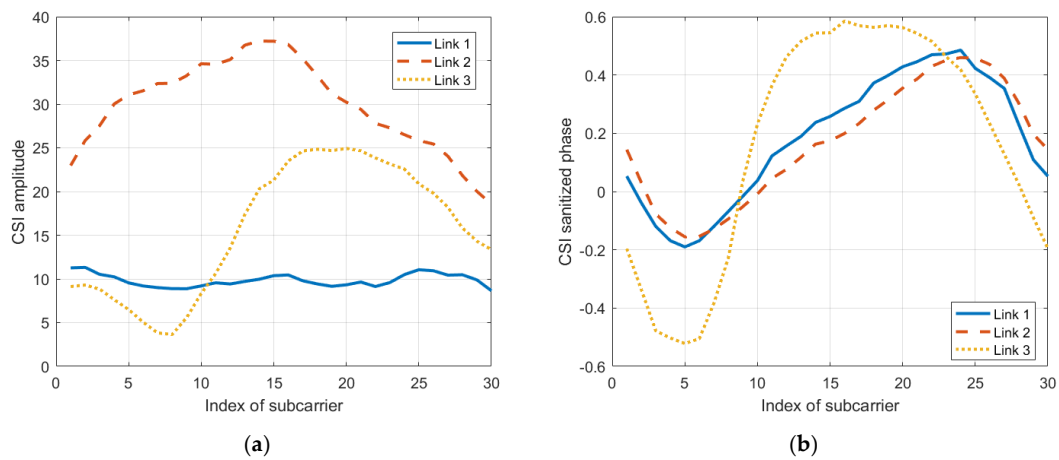 40
35
30
25
20
15
10
5
0
CSI amplitude
0 5 10 15 20 25 30
Index of subcarrier
Link 1
Link 2
Link 3
(a)
0.6
0.4
0.2
0
-0.2
-0.4
-0.6
CSI sanitized phase
0 5 10 15 20 25 30
Index of subcarrier
Link 1
Link 2
Link 3
(b)